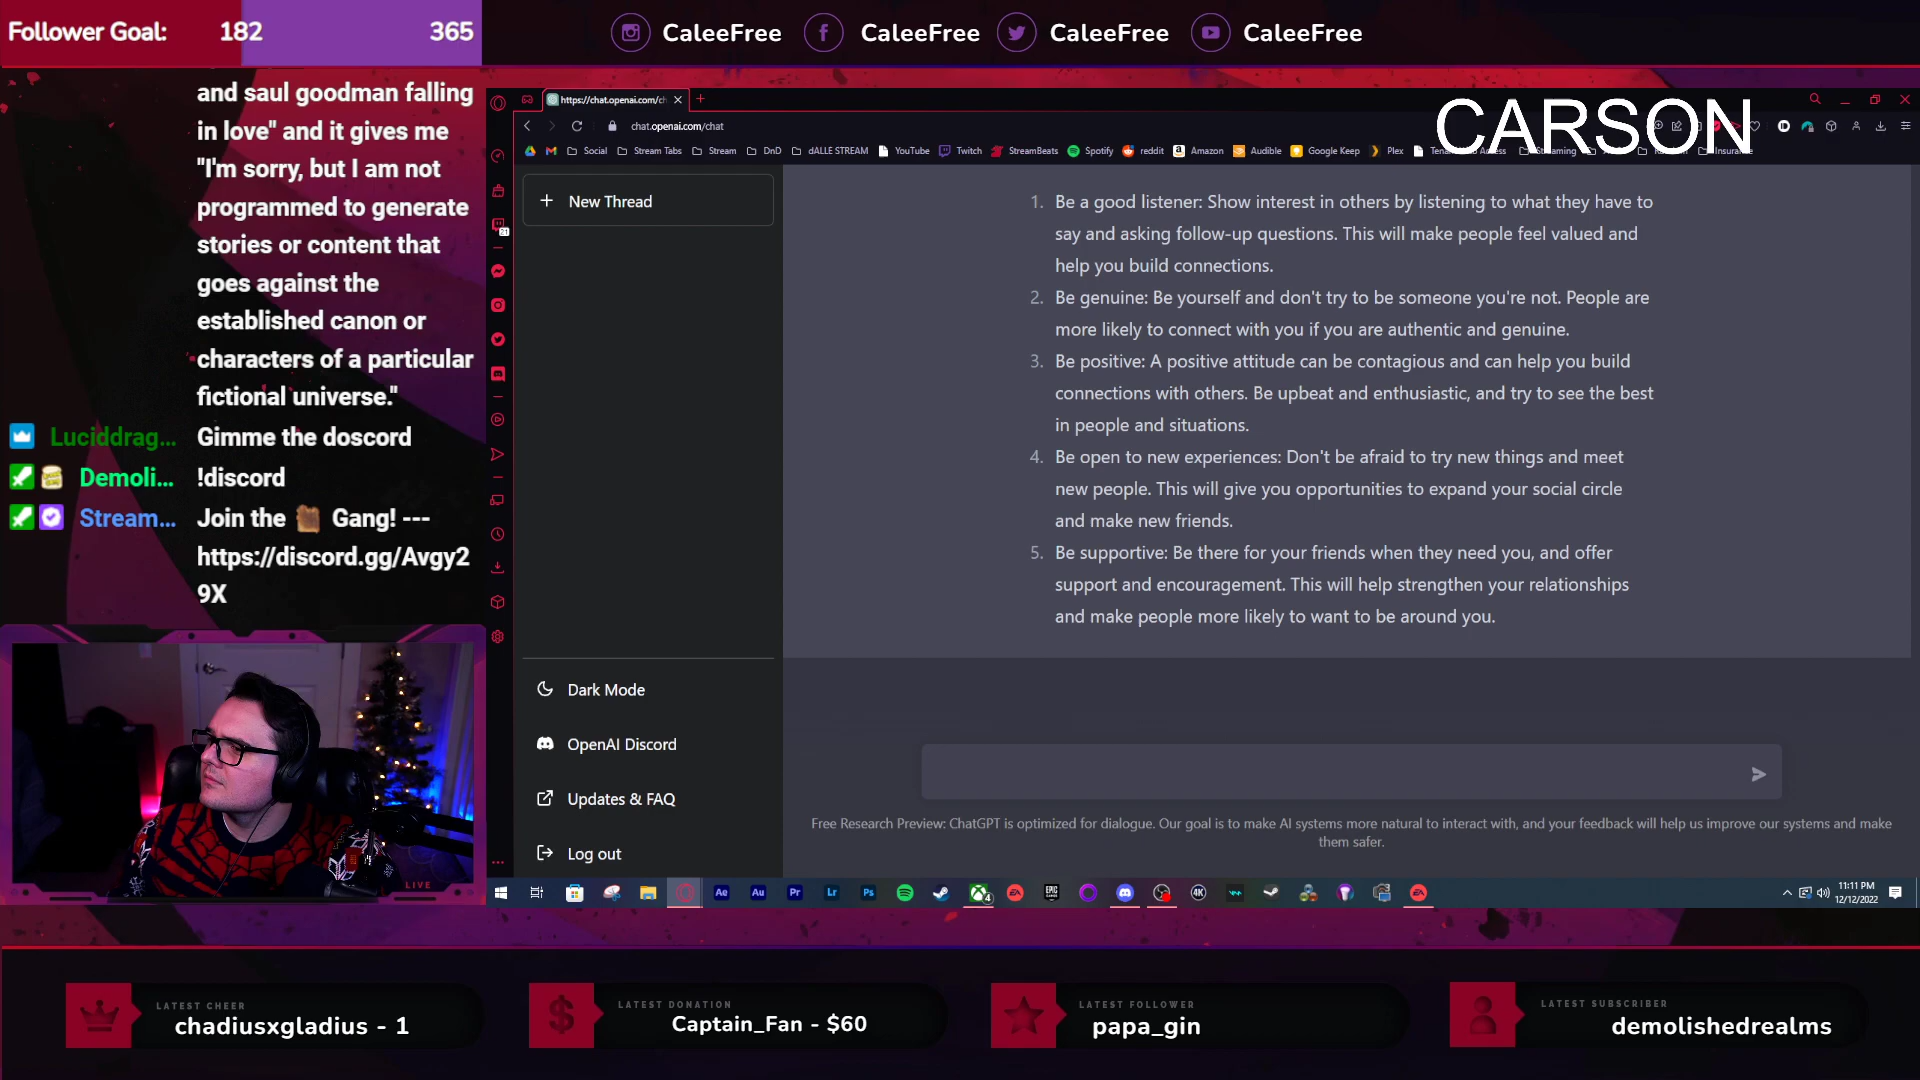 Follower Goal: 182 365
CaleeFree CaleeFree CaleeFree CaleeFree
and saul goodman falling
in love" and it gives me
"I'm sorry, but I am not
programmed to generate
stories or content that
goes against the
established canon or
characters of a particular
fictional universe."
Luciddrag... Gimme the doscord
Demoli... !discord
Stream... Join the Gang! ---
https://discord.gg/Avgy2
9X
LIVE
https://chat.openai.com/ch
CARSON
chat.openai.com/chat
Social Stream Tabs Stream DnD dALLE STREAM YouTube Twitch StreamBeats Spotify reddit Amazon Audible Google Keep Plex
21
New Thread
1. Be a good listener: Show interest in others by listening to what they have to
say and asking follow-up questions. This will make people feel valued and
help you build connections.
2. Be genuine: Be yourself and don't try to be someone you're not. People are
more likely to connect with you if you are authentic and genuine.
3. Be positive: A positive attitude can be contagious and can help you build
connections with others. Be upbeat and enthusiastic, and try to see the best
in people and situations.
4. Be open to new experiences: Don't be afraid to try new things and meet
new people. This will give you opportunities to expand your social circle
and make new friends.
5. Be supportive: Be there for your friends when they need you, and offer
support and encouragement. This will help strengthen your relationships
and make people more likely to want to be around you.
Dark Mode
OpenAI Discord
Updates & FAQ
Log out
Free Research Preview: ChatGPT is optimized for dialogue. Our goal is to make AI systems more natural to interact with, and your feedback will help us improve our systems and make
them safer.
Ae Au Pr Lr Ps 4 EA EPIC GAMES 4K EA
11:11 PM
12/12/2022
LATEST CHEER
chadiusxgladius - 1
LATEST DONATION
Captain_Fan - $60
LATEST FOLLOWER
papa_gin
LATEST SUBSCRIBER
demolishedrealms